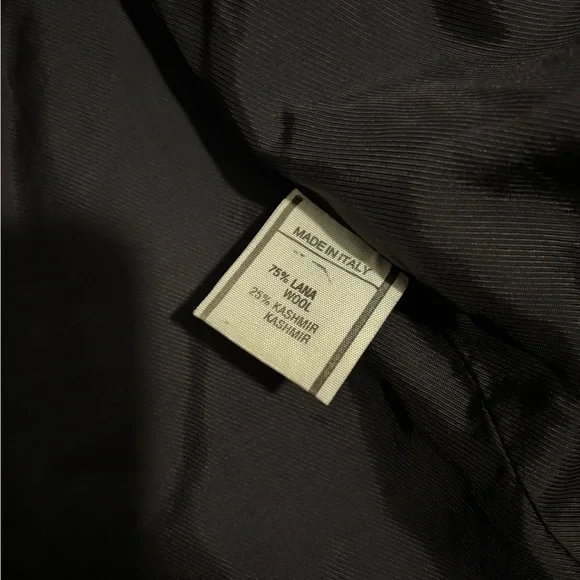 MADE IN ITALY
75% LANA
WOOL
25% KASHMIR
KASHMIR